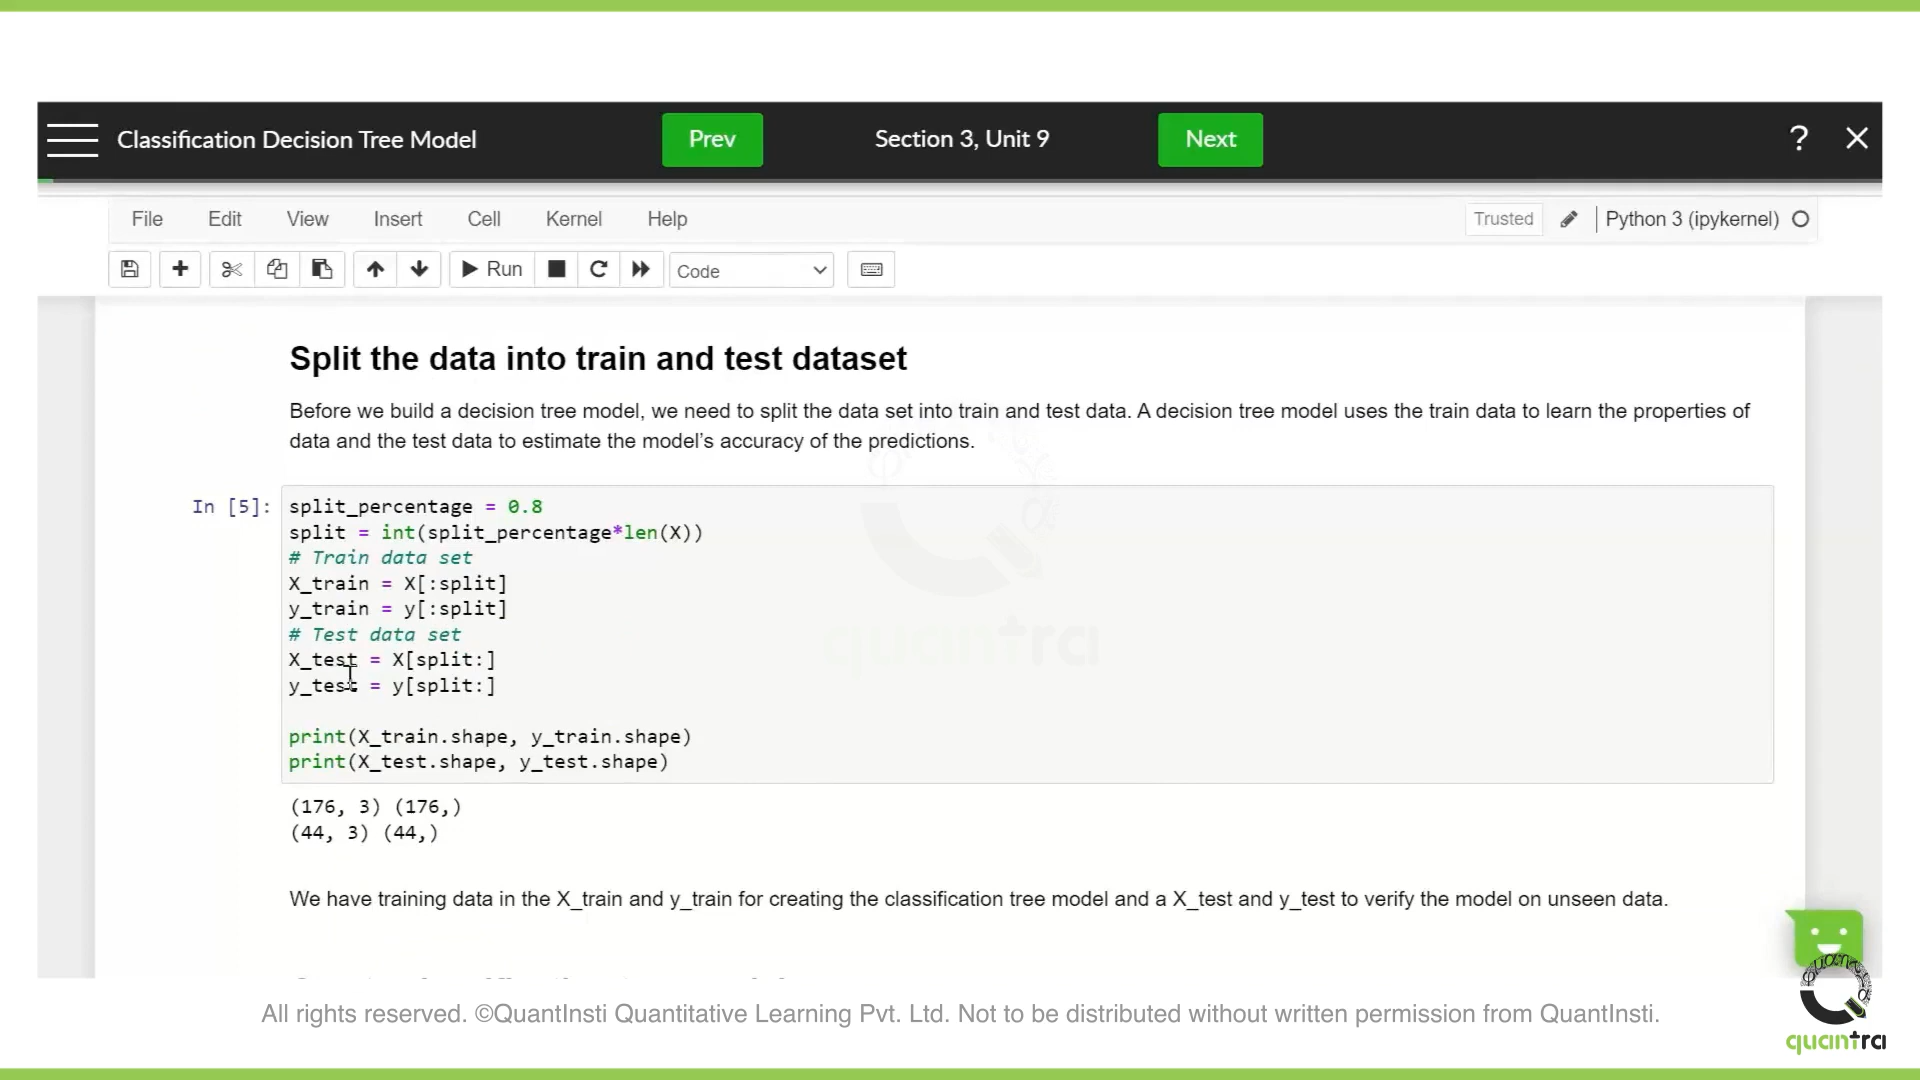 Classification Decision Tree Model
Prev
Section 3, Unit 9
Next
?
File Edit View Insert Cell Kernel Help
Trusted
Python 3 (ipykernel)
Run
Code
Split the data into train and test dataset
Before we build a decision tree model, we need to split the data set into train and test data. A decision tree model uses the train data to learn the properties of
data and the test data to estimate the model’s accuracy of the predictions.
In [5]:
split_percentage = 0.8
split = int(split_percentage*len(X))
# Train data set
X_train = X[:split]
y_train = y[:split]
# Test data set
X_test = X[split:]
y_test = y[split:]
print(X_train.shape, y_train.shape)
print(X_test.shape, y_test.shape)
(176, 3) (176,)
(44, 3) (44,)
We have training data in the X_train and y_train for creating the classification tree model and a X_test and y_test to verify the model on unseen data.
quantra
All rights reserved. ©QuantInsti Quantitative Learning Pvt. Ltd. Not to be distributed without written permission from QuantInsti.
quantra